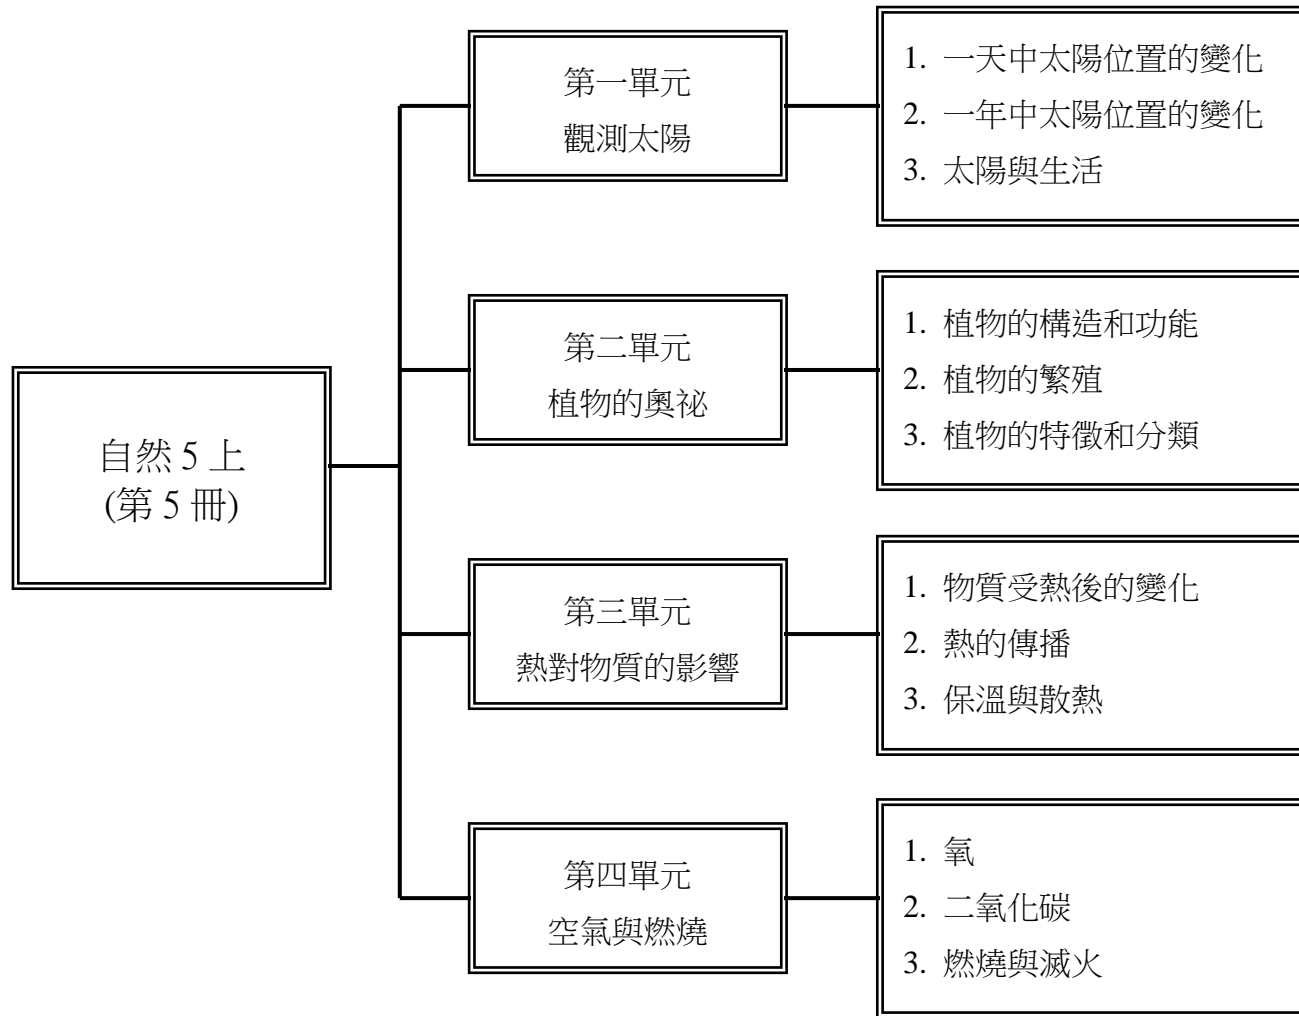 自然 5 上
(第 5 冊)
第一單元
觀測太陽
1. 一天中太陽位置的變化
2. 一年中太陽位置的變化
3. 太陽與生活
第二單元
植物的奧祕
1. 植物的構造和功能
2. 植物的繁殖
3. 植物的特徵和分類
第三單元
熱對物質的影響
1. 物質受熱後的變化
2. 熱的傳播
3. 保溫與散熱
第四單元
空氣與燃燒
1. 氧
2. 二氧化碳
3. 燃燒與滅火